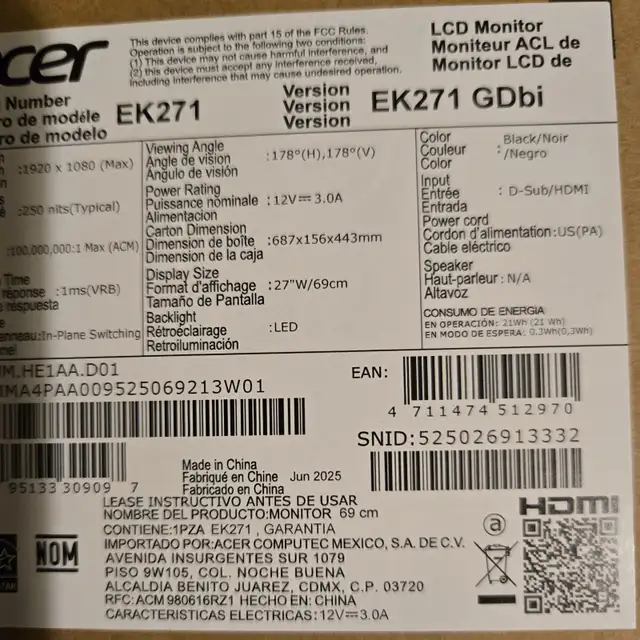 cer
This device complies with part 15 of the FCC Rules.
Operation is subject to the following two conditions:
(1) This device may not cause harmful interference, and
(2) this device must accept any interference received,
including interference that may cause undesired operation.
LCD Monitor
Moniteur ACL de
Monitor LCD de
Number
ro de modèle
ro de modelo
EK271
Version
Version
Version
EK271 GDbi
:1920 x 1080 (Max)
:250 nits(Typical)
:100,000,000:1 Max (ACM)
Time
réponse :1ms(VRB)
respuesta
anneau:In-Plane Switching
nel
Viewing Angle
Angle de vision :178°(H),178°(V)
Ángulo de visión
Power Rating
Puissance nominale :12V⎓3.0A
Alimentacion
Carton Dimension
Dimension de boîte :687x156x443mm
Dimension de la caja
Display Size
Format d'affichage :27"W/69cm
Tamaño de Pantalla
Backlight
Rétroéclairage :LED
Retroiluminación
Color Black/Noir
Couleur :/Negro
Color
Input
Entrée : D-Sub/HDMI
Entrada
Power cord
Cordon d'alimentation:US(PA)
Cable eléctrico
Speaker
Haut-parleur: N/A
Altavoz
CONSUMO DE ENERGIA
EN OPERACIÓN: 21Wh (21 Wh)
EN MODO DE ESPERA: 0.3Wh(0,3Wh)
M.HE1AA.D01
MA4PAA009525069213W01
EAN:
4 711474 512970
SNID:525026913332
95133 30909 7
Made in China
Fabriqué en Chine Jun 2025
Fabricado en China
LEASE INSTRUCTIVO ANTES DE USAR
NOMBRE DEL PRODUCTO:MONITOR 69 cm
CONTIENE:1PZA EK271 , GARANTIA
IMPORTADO POR:ACER COMPUTEC MEXICO, S.A. DE C.V.
AVENIDA INSURGENTES SUR 1079
PISO 9W105, COL. NOCHE BUENA
ALCALDIA BENITO JUAREZ, CDMX, C.P. 03720
RFC:ACM 980616RZ1 HECHO EN: CHINA
CARACTERISTICAS ELECTRICAS:12V⎓3.0A
NOM
HDMI
a